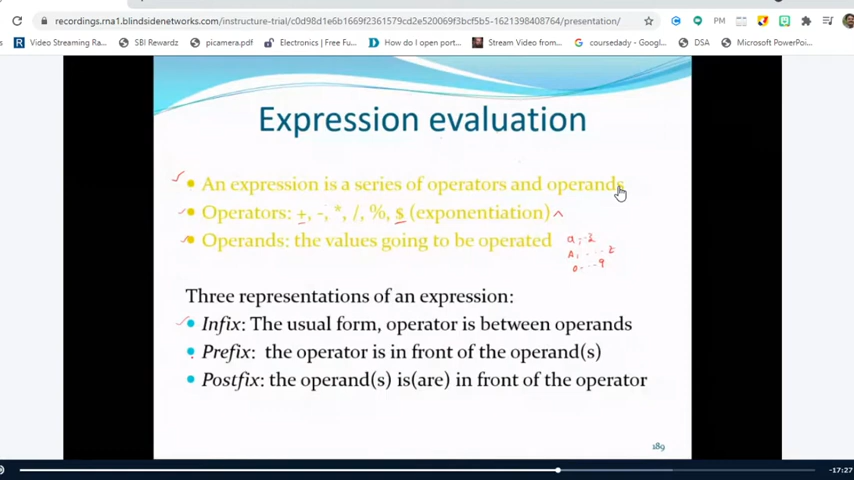 recordings.rna1.blindsidenetworks.com/instructure-trial/c0d98d1e6b1669f2361579cd2e520069f3bcf5b5-1621398408764/presentation/
Video Streaming Ra... SBI Rewardz picamera.pdf Electronics | Free Fu... How do I open port... Stream Video from... coursedady - Googl... DSA Microsoft PowerPoi...
Expression evaluation
• An expression is a series of operators and operands
• Operators: +, -, *, /, %, $ (exponentiation) ^
• Operands: the values going to be operated
a, -z
A, ... - Z
0 - - - 9
Three representations of an expression:
• Infix: The usual form, operator is between operands
• Prefix: the operator is in front of the operand(s)
• Postfix: the operand(s) is(are) in front of the operator
189
-17:27